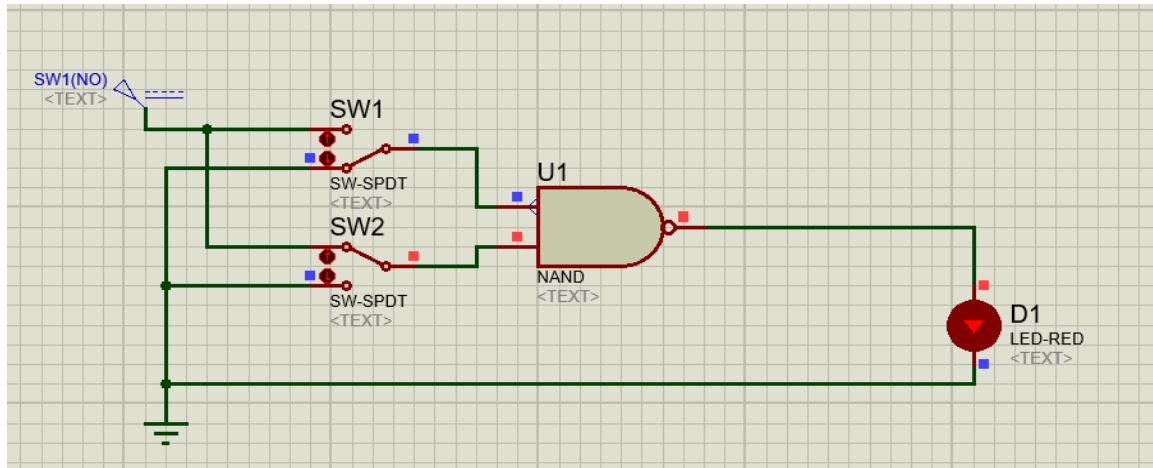 SW1(NO)
<TEXT>
SW1
SW-SPDT
<TEXT>
SW2
SW-SPDT
<TEXT>
U1
NAND
<TEXT>
D1
LED-RED
<TEXT>